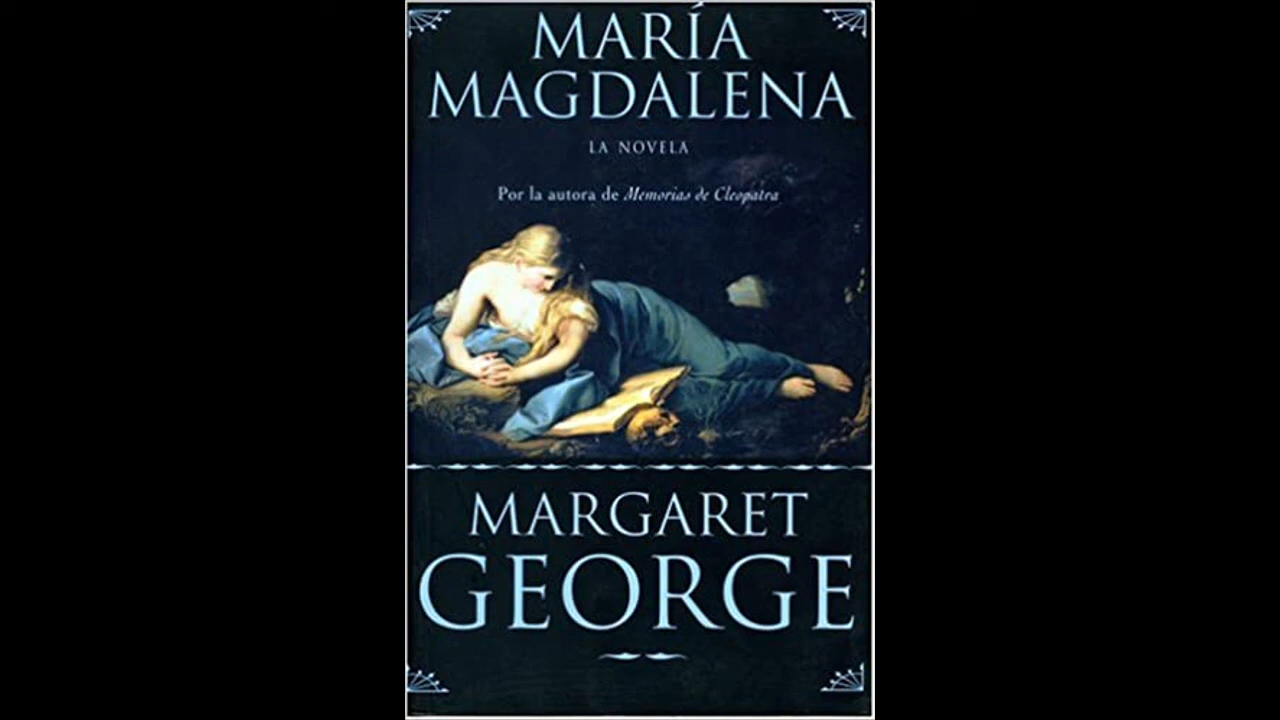 MARÍA
MAGDALENA
LA NOVELA
Por la autora de Memorias de Cleopatra
MARGARET
GEORGE